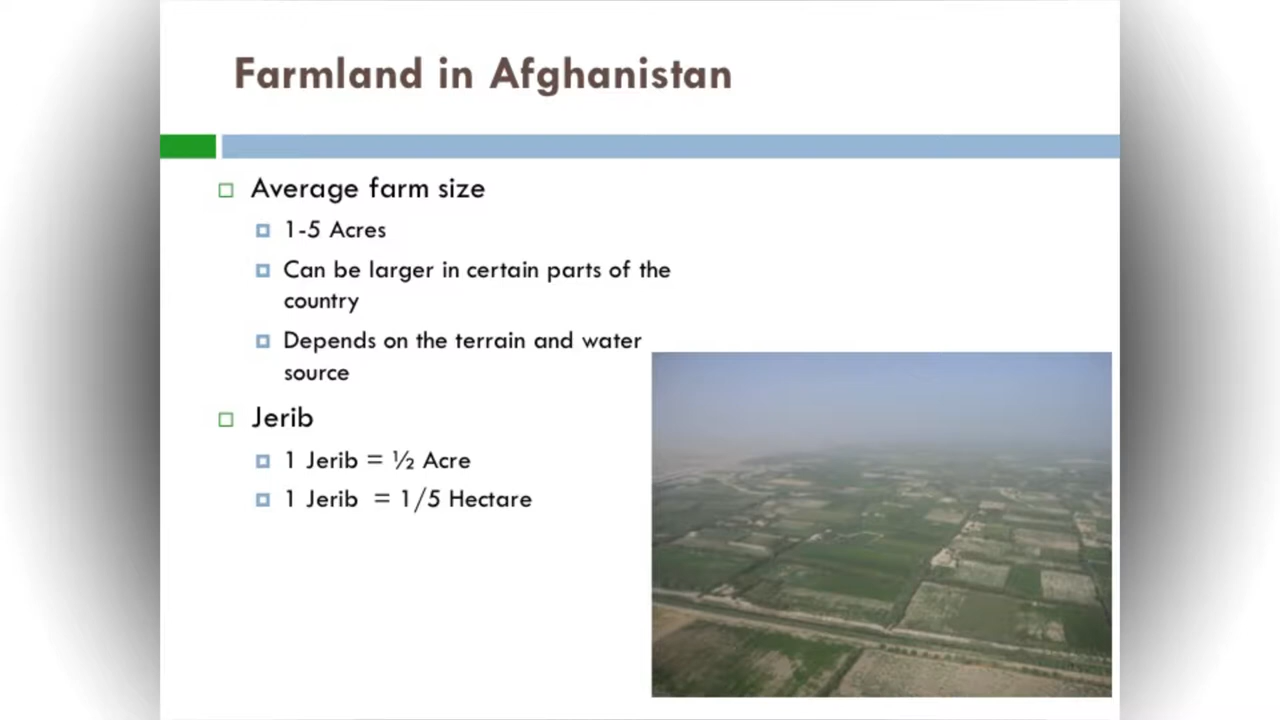 Farmland in Afghanistan
Average farm size
1-5 Acres
Can be larger in certain parts of the
country
Depends on the terrain and water
source
Jerib
1 Jerib = ½ Acre
1 Jerib  = 1/5 Hectare